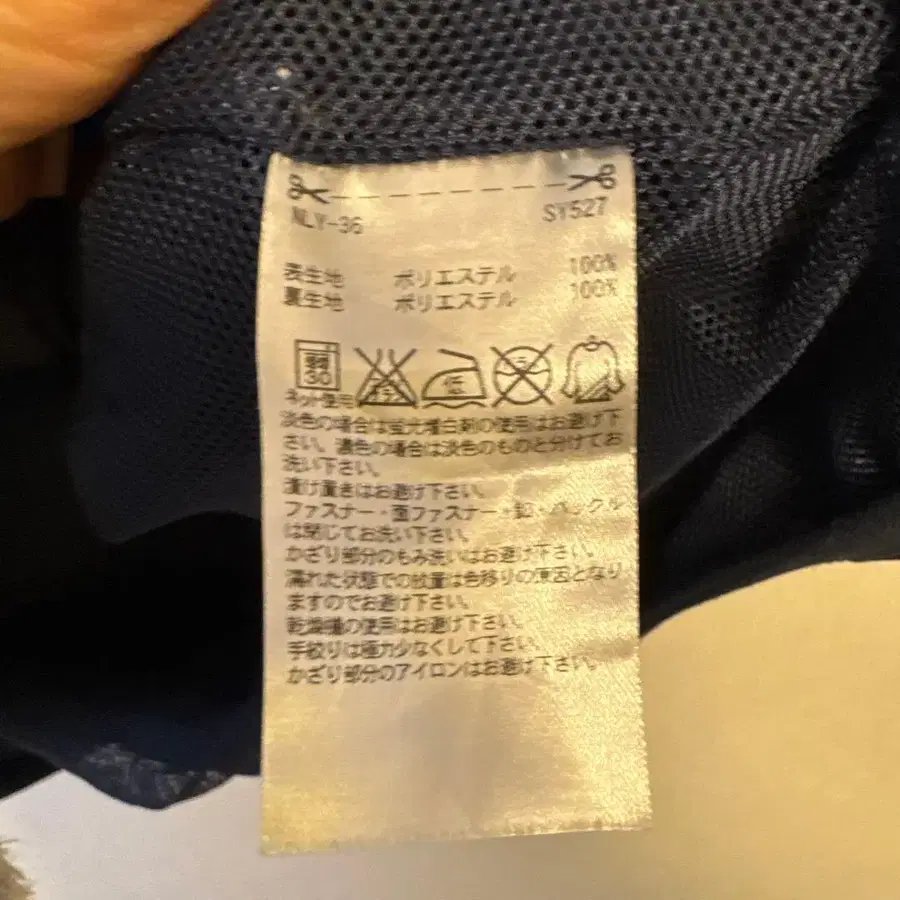 NLY-36 SY527
表生地 ポリエステル 100%
裏生地 ポリエステル 100%
弱 30 低
ネット使用
淡色の場合は蛍光増白剤の使用はお避け下
さい。濃色の場合は淡色のものと分けてお
洗い下さい。
漬け置きはお避け下さい。
ファスナー・面ファスナー・釦・バックル
は閉じてお洗い下さい。
かざり部分のもみ洗いはお避け下さい。
濡れた状態での放置は色移りの原因となり
ますのでお避け下さい。
乾燥機の使用はお避け下さい。
手絞りは極力少なくして下さい。
かざり部分のアイロンはお避け下さい。